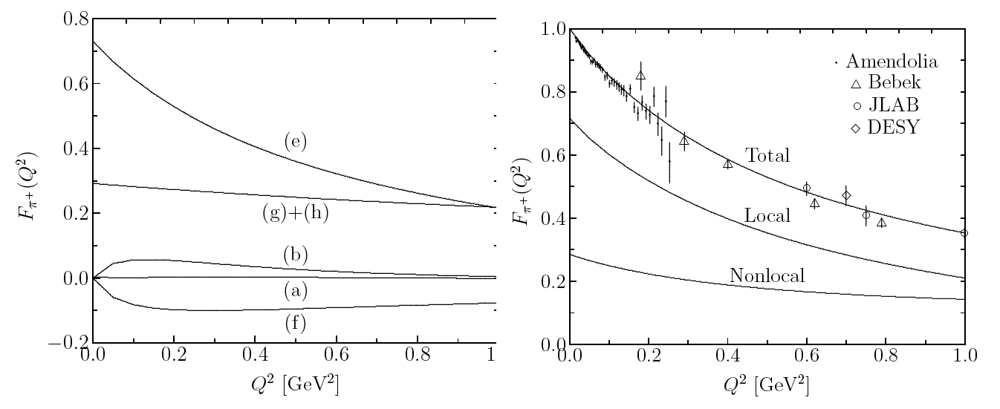 0.8
0.6
0.4
0.2
0.0
−0.2
F_π+(Q²)
(e)
(g)+(h)
(b)
(a)
(f)
0.0 0.2 0.4 0.6 0.8 1
Q² [GeV²]
1.0
0.8
0.6
0.4
0.2
0.0
F_π+(Q²)
Amendolia
Bebek
JLAB
DESY
Total
Local
Nonlocal
0.0 0.2 0.4 0.6 0.8 1.0
Q² [GeV²]